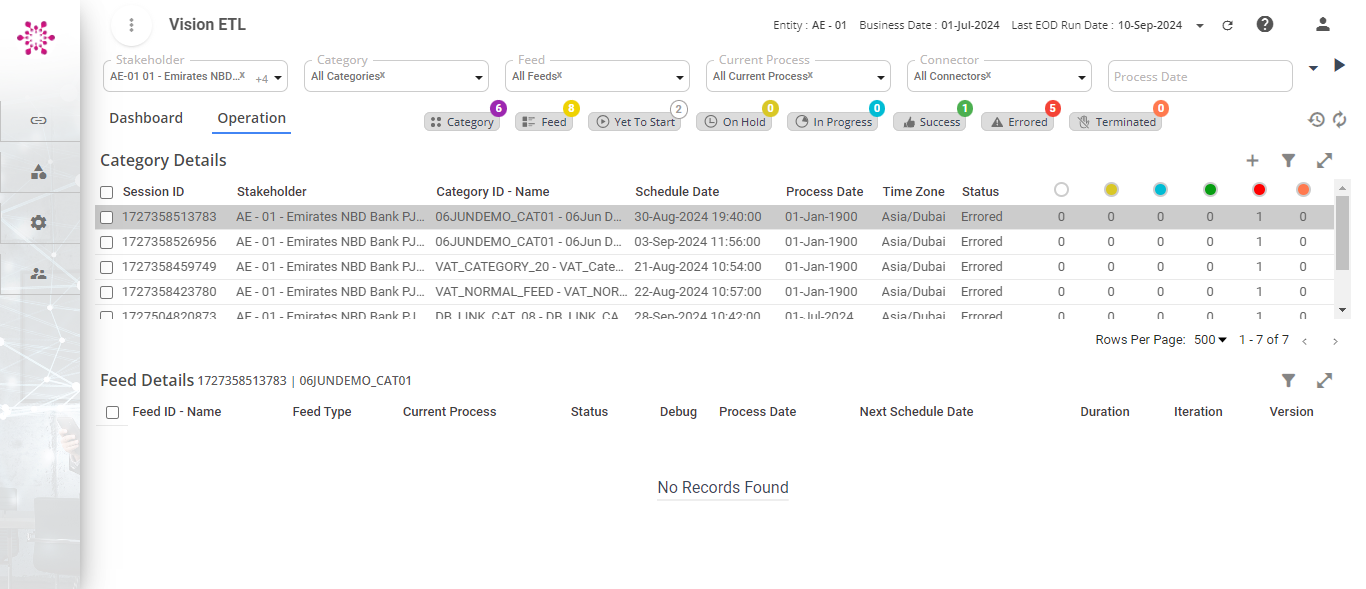 Vision ETL
Entity : AE - 01 Business Date : 01-Jul-2024 Last EOD Run Date : 10-Sep-2024
Stakeholder Category Feed Current Process Connector
AE-01 01 - Emirates NBD...x +4 All Categoriesx All Feedsx All Current Processx All Connectorsx Process Date
Dashboard Operation
6 8 2 0 0 1 5 0
Category Feed Yet To Start On Hold In Progress Success Errored Terminated
Category Details
Session ID Stakeholder Category ID - Name Schedule Date Process Date Time Zone Status
1727358513783 AE - 01 - Emirates NBD Bank PJ... 06JUNDEMO_CAT01 - 06Jun D... 30-Aug-2024 19:40:00 01-Jan-1900 Asia/Dubai Errored 0 0 0 0 1 0
1727358526956 AE - 01 - Emirates NBD Bank PJ... 06JUNDEMO_CAT01 - 06Jun D... 03-Sep-2024 11:56:00 01-Jan-1900 Asia/Dubai Errored 0 0 0 0 1 0
1727358459749 AE - 01 - Emirates NBD Bank PJ... VAT_CATEGORY_20 - VAT_Cate... 21-Aug-2024 10:54:00 01-Jan-1900 Asia/Dubai Errored 0 0 0 0 1 0
1727358423780 AE - 01 - Emirates NBD Bank PJ... VAT_NORMAL_FEED - VAT_NOR... 22-Aug-2024 10:57:00 01-Jan-1900 Asia/Dubai Errored 0 0 0 0 1 0
1727504820873 AE - 01 - Emirates NBD Bank PJ... DB_LINK_CAT_08 - DB_LINK_CA... 28-Sep-2024 10:42:00 01-Jul-2024 Asia/Dubai Errored 0 0 0 0 1 0
Rows Per Page: 500 1 - 7 of 7
Feed Details 1727358513783 | 06JUNDEMO_CAT01
Feed ID - Name Feed Type Current Process Status Debug Process Date Next Schedule Date Duration Iteration Version
No Records Found